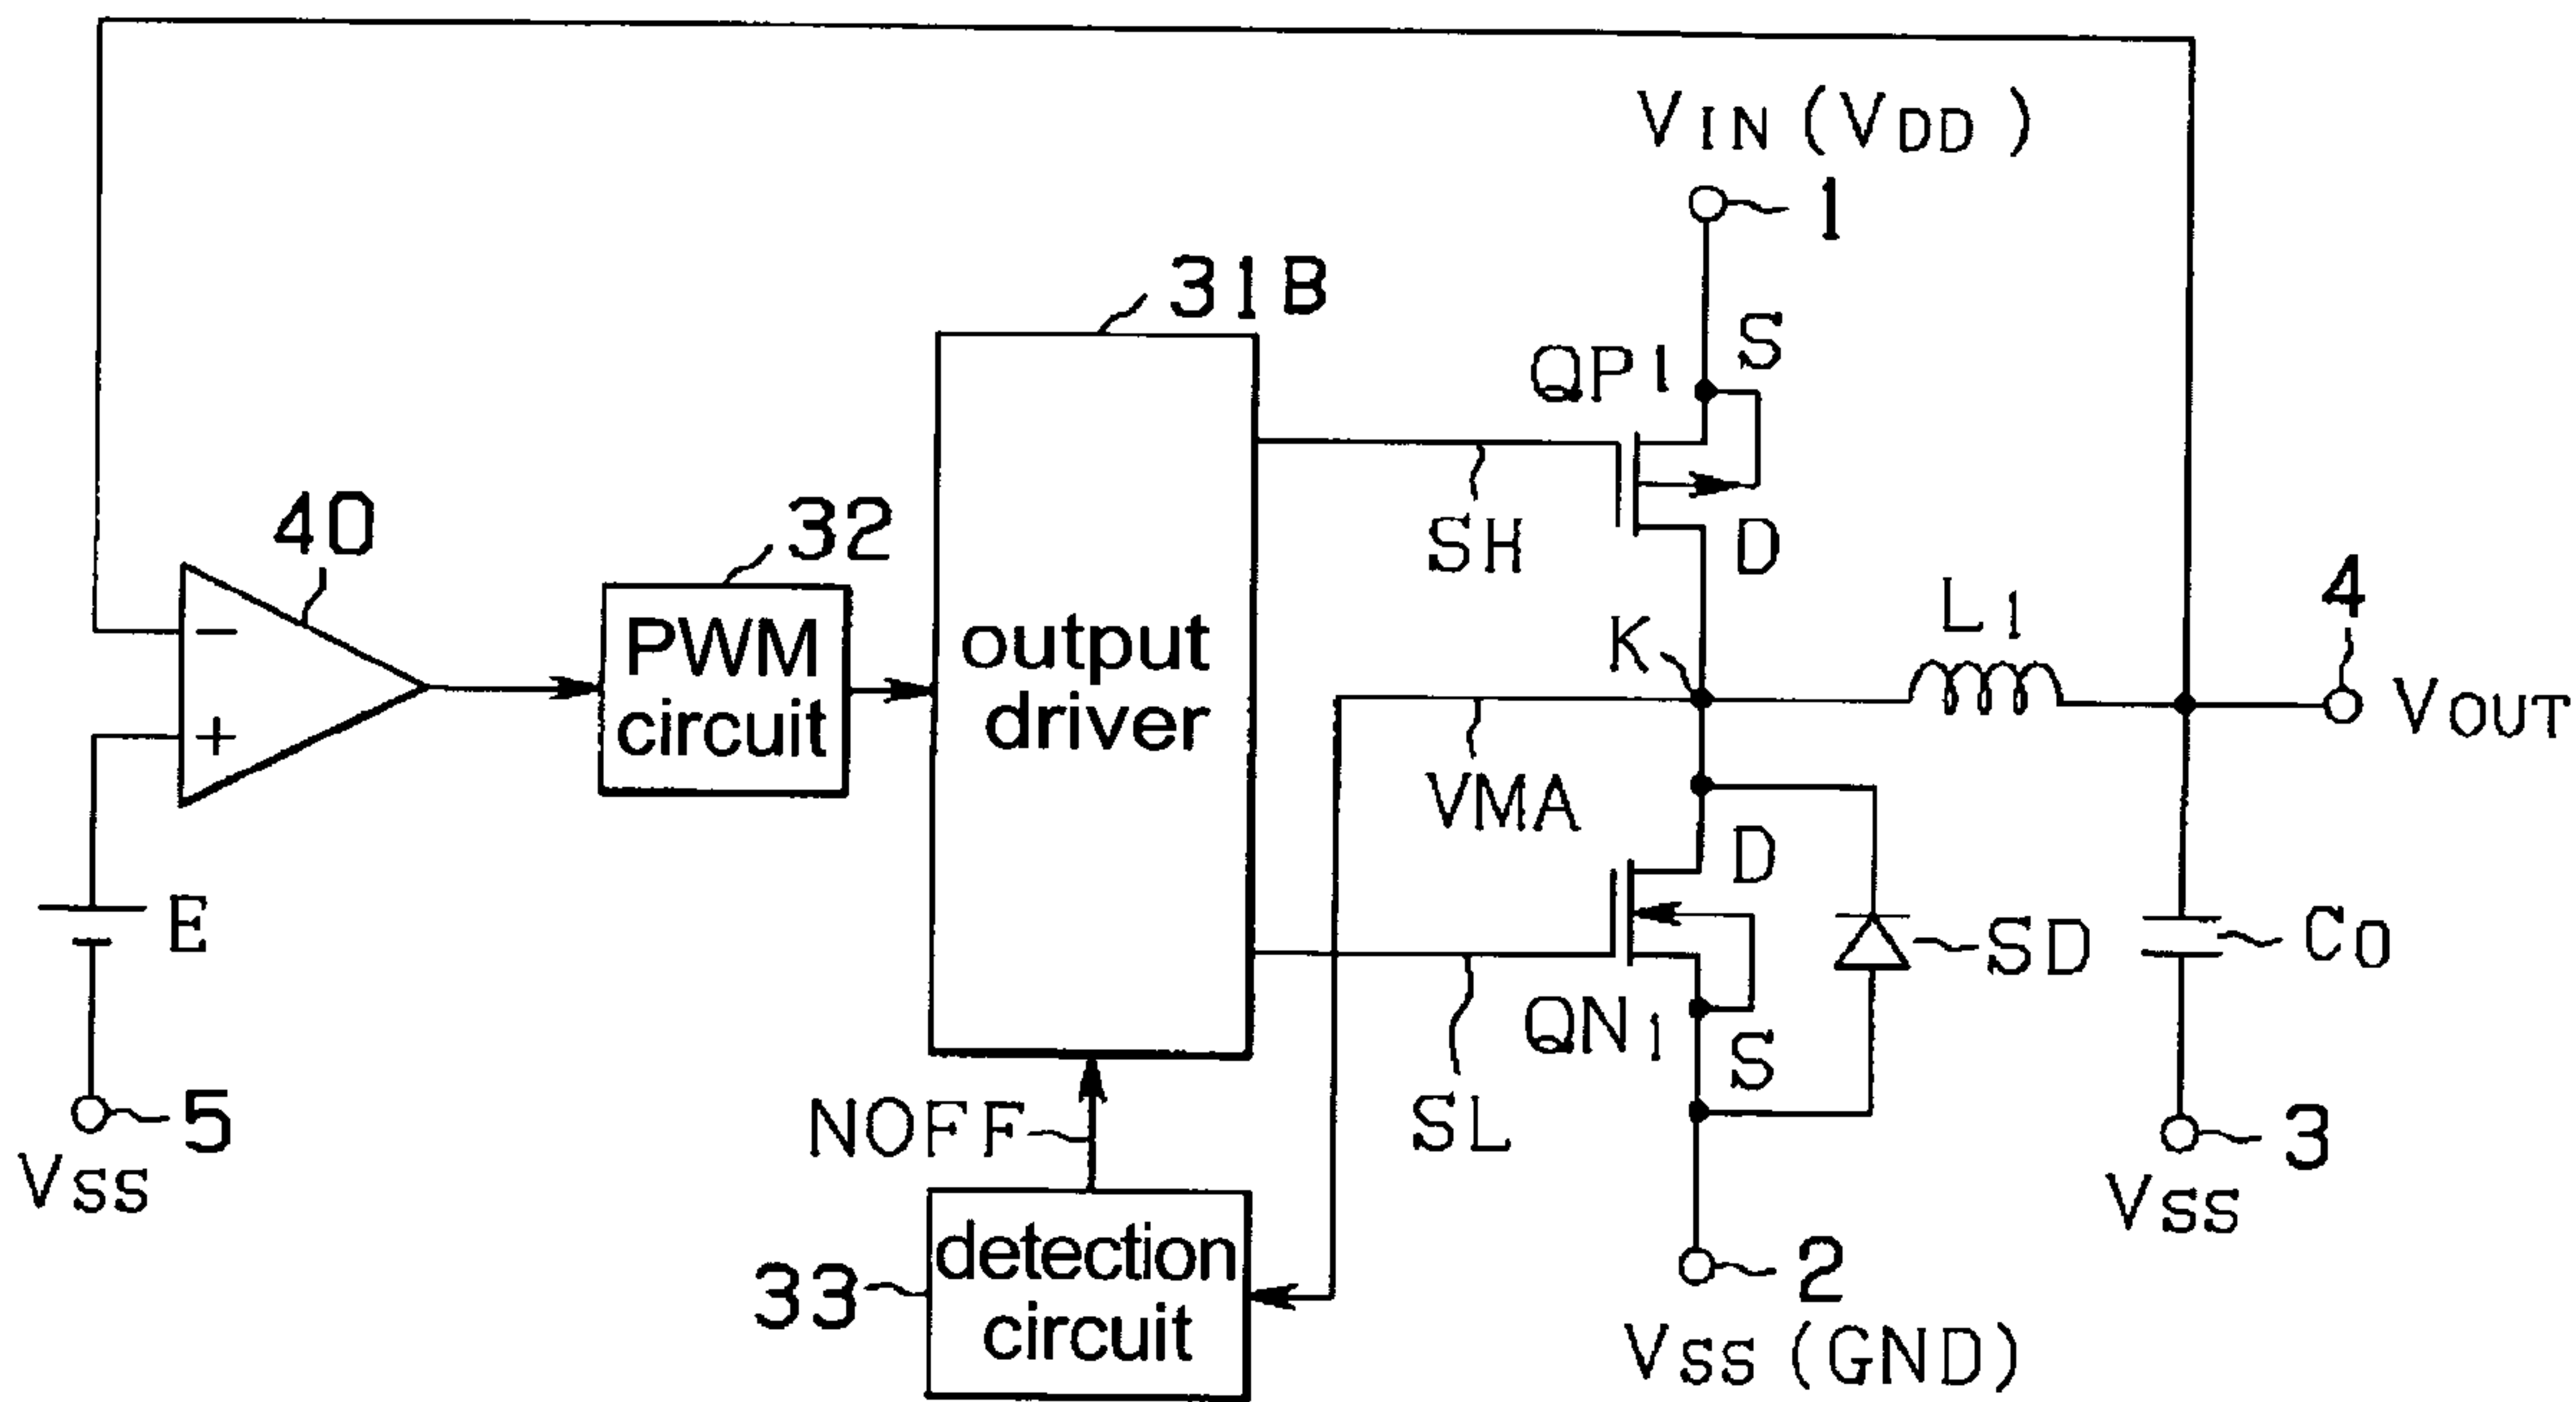 VIN (VDD)
1
31B
S
QP1
40
32
SH
D
PWM
circuit
output
driver
K
L1
4
VOUT
VMA
D
E
SD
CO
QN1
S
5
VSS
NOFF
SL
3
VSS
33
detection
circuit
2
VSS (GND)
−
+